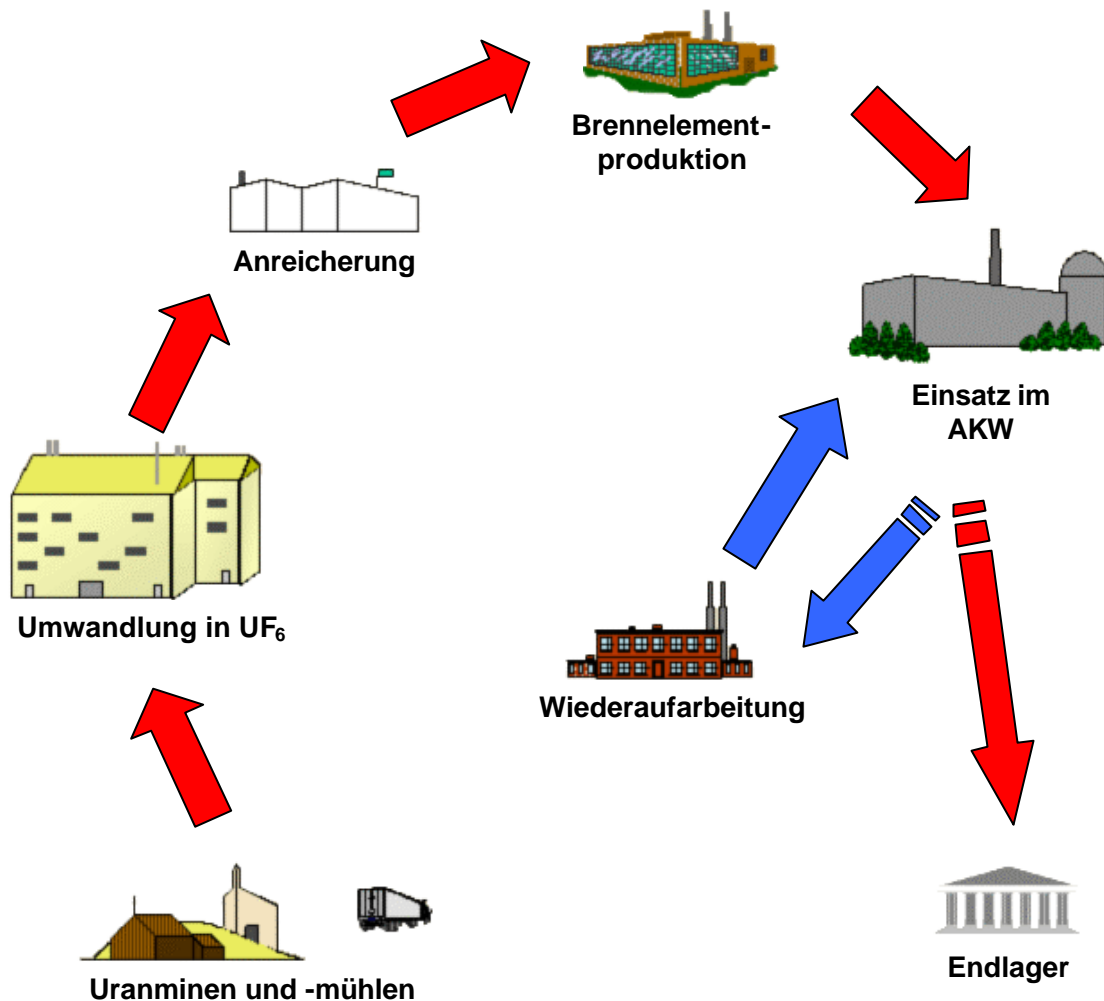 Brennelement-
produktion
Anreicherung
Einsatz im
AKW
Umwandlung in UF₆
Wiederaufarbeitung
Uranminen und -mühlen
Endlager